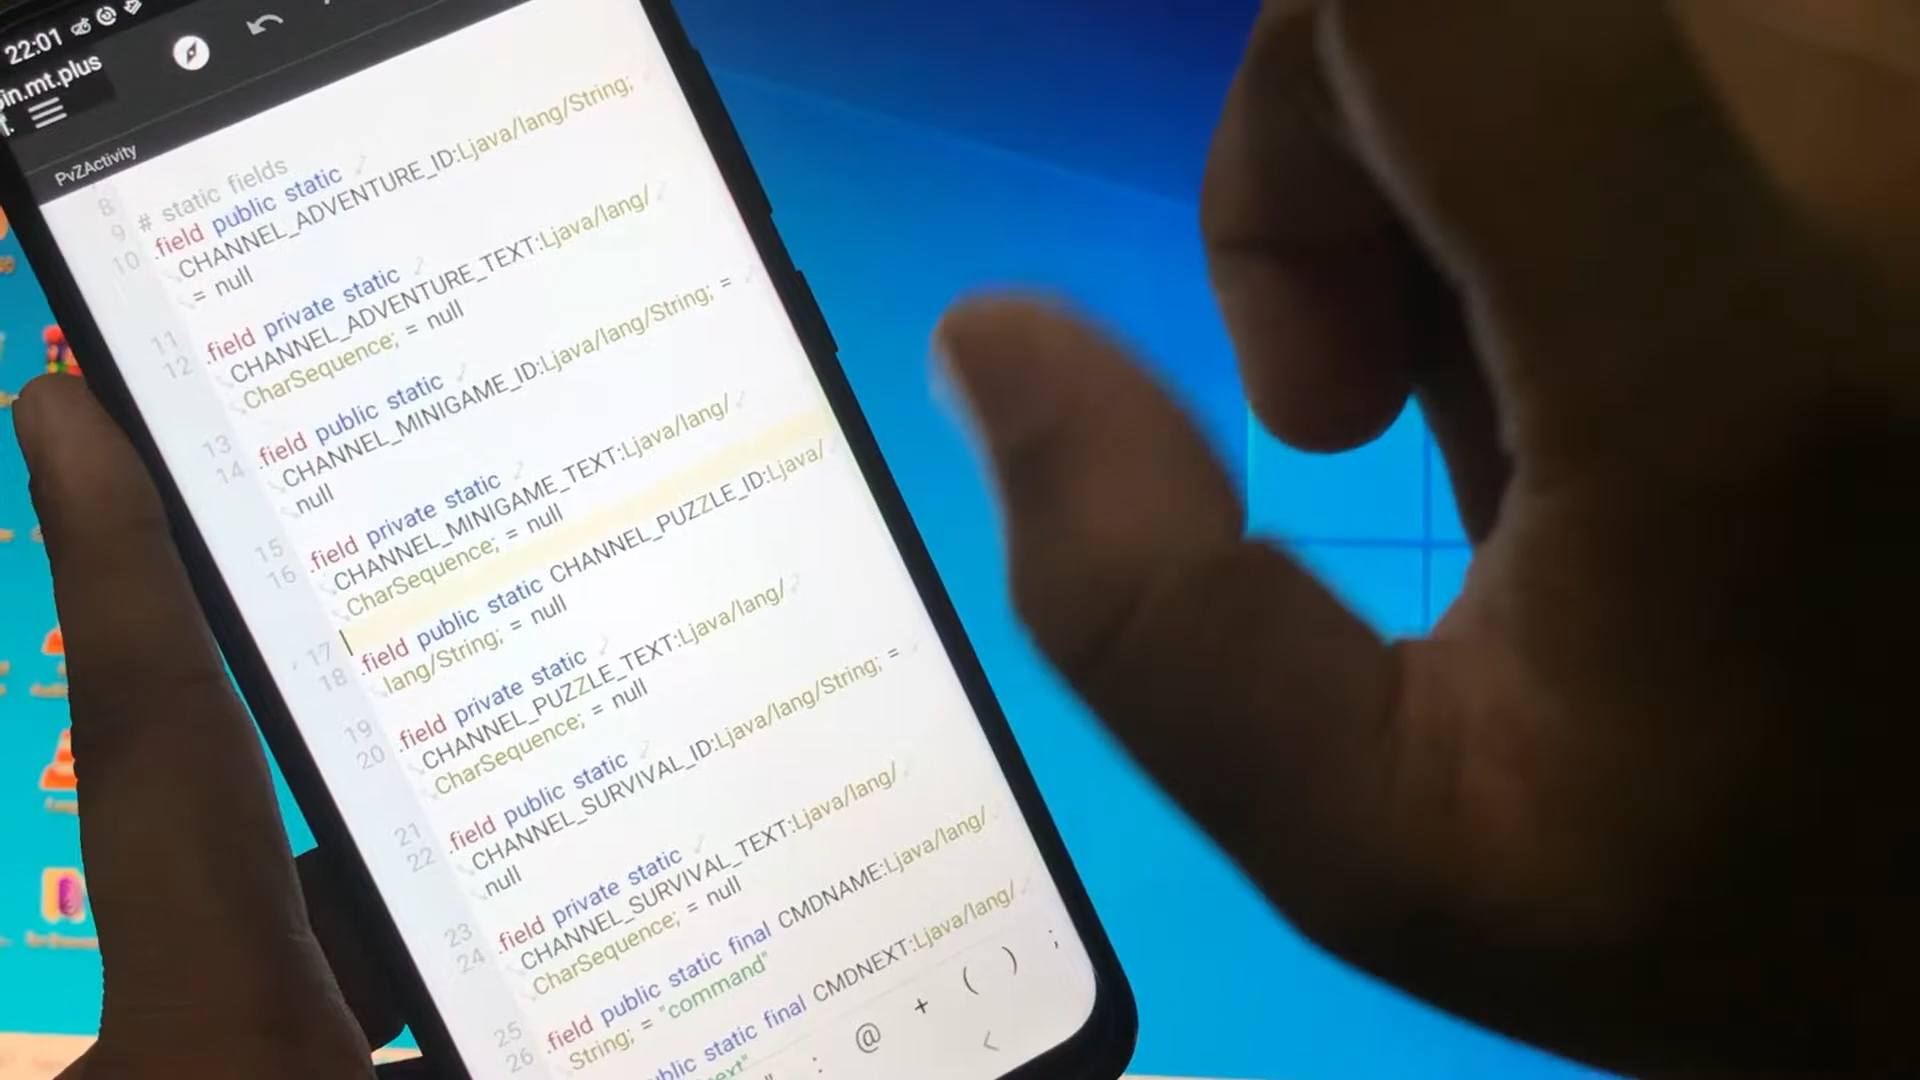 22:01
in.mt.plus
PvZActivity
8
9 # static fields
10 .field public static
CHANNEL_ADVENTURE_ID:Ljava/lang/String;
= null
11
12 .field private static
CHANNEL_ADVENTURE_TEXT:Ljava/lang/
CharSequence; = null
13
14 .field public static
CHANNEL_MINIGAME_ID:Ljava/lang/String; =
null
15
16 .field private static
CHANNEL_MINIGAME_TEXT:Ljava/lang/
CharSequence; = null
17
18 .field public static CHANNEL_PUZZLE_ID:Ljava/
lang/String; = null
19
20 .field private static
CHANNEL_PUZZLE_TEXT:Ljava/lang/
CharSequence; = null
21
22 .field public static
CHANNEL_SURVIVAL_ID:Ljava/lang/String; =
null
23
24 .field private static
CHANNEL_SURVIVAL_TEXT:Ljava/lang/
CharSequence; = null
25
26 .field public static final CMDNAME:Ljava/lang/
String; = "command"
public static final CMDNEXT:Ljava/lang/
: @ + ( ) ;
<